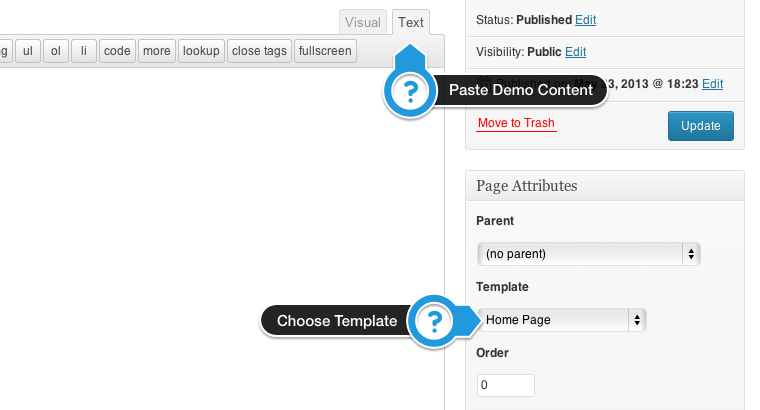 Visual Text
ul ol li code more lookup close tags fullscreen
Paste Demo Content
Status: Published Edit
Visibility: Public Edit
Published on: May 23, 2013 @ 18:23 Edit
Move to Trash Update
Page Attributes
Parent
(no parent)
Template
Choose Template Home Page
Order
0